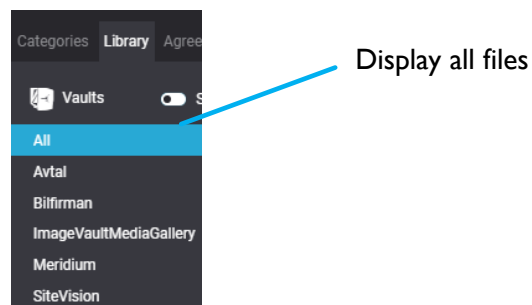 Categories Library Agree
Display all files
Vaults S
All
Avtal
Bilfirman
ImageVaultMediaGallery
Meridium
SiteVision